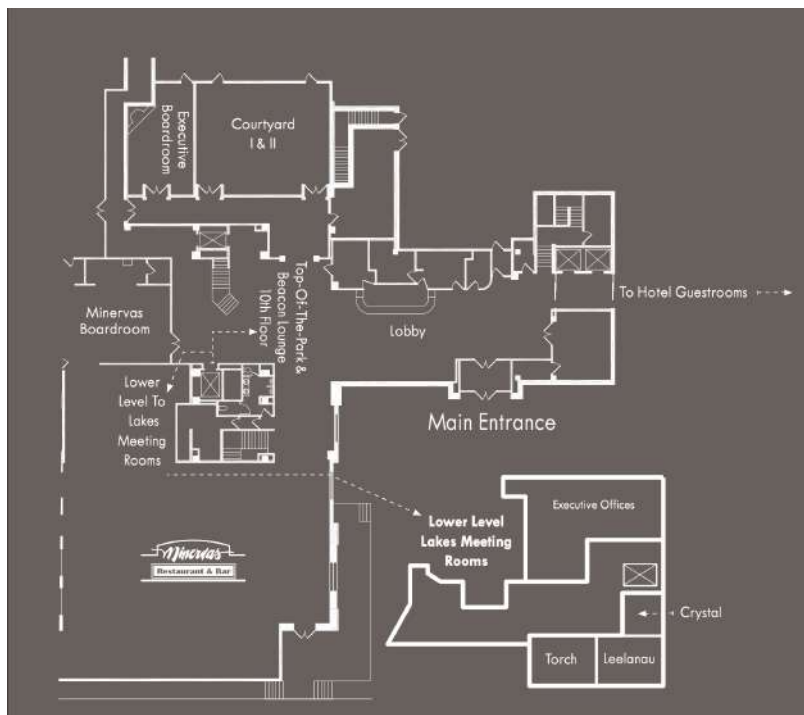 Executive
Boardroom
Courtyard
I & II
Top-Of-The-Park &
Beacon Lounge
10th Floor
To Hotel Guestrooms
Minervas
Boardroom
Lobby
Lower
Level To
Lakes
Meeting
Rooms
Main Entrance
Executive Offices
Lower Level
Lakes Meeting
Rooms
Minervas
Restaurant & Bar
Crystal
Torch
Leelanau